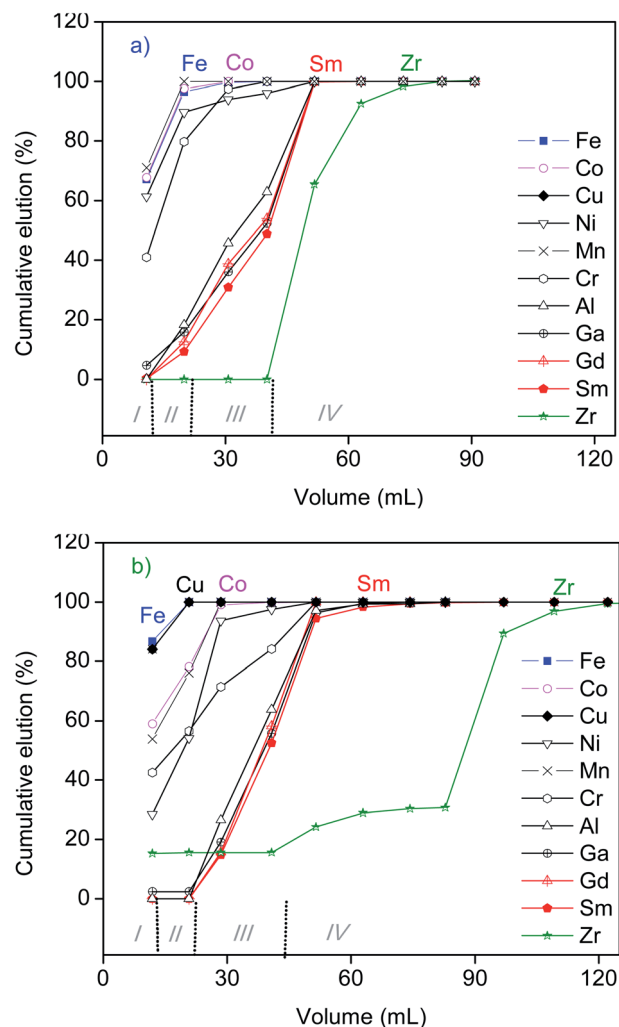 a)
Fe Co Sm Zr
120
100
80
60
40
20
0
Cumulative elution (%)
Fe
Co
Cu
Ni
Mn
Cr
Al
Ga
Gd
Sm
Zr
I II III IV
0 30 60 90 120
Volume (mL)
b)
Fe Cu Co Sm Zr
120
100
80
60
40
20
0
Cumulative elution (%)
Fe
Co
Cu
Ni
Mn
Cr
Al
Ga
Gd
Sm
Zr
I II III IV
0 30 60 90 120
Volume (mL)